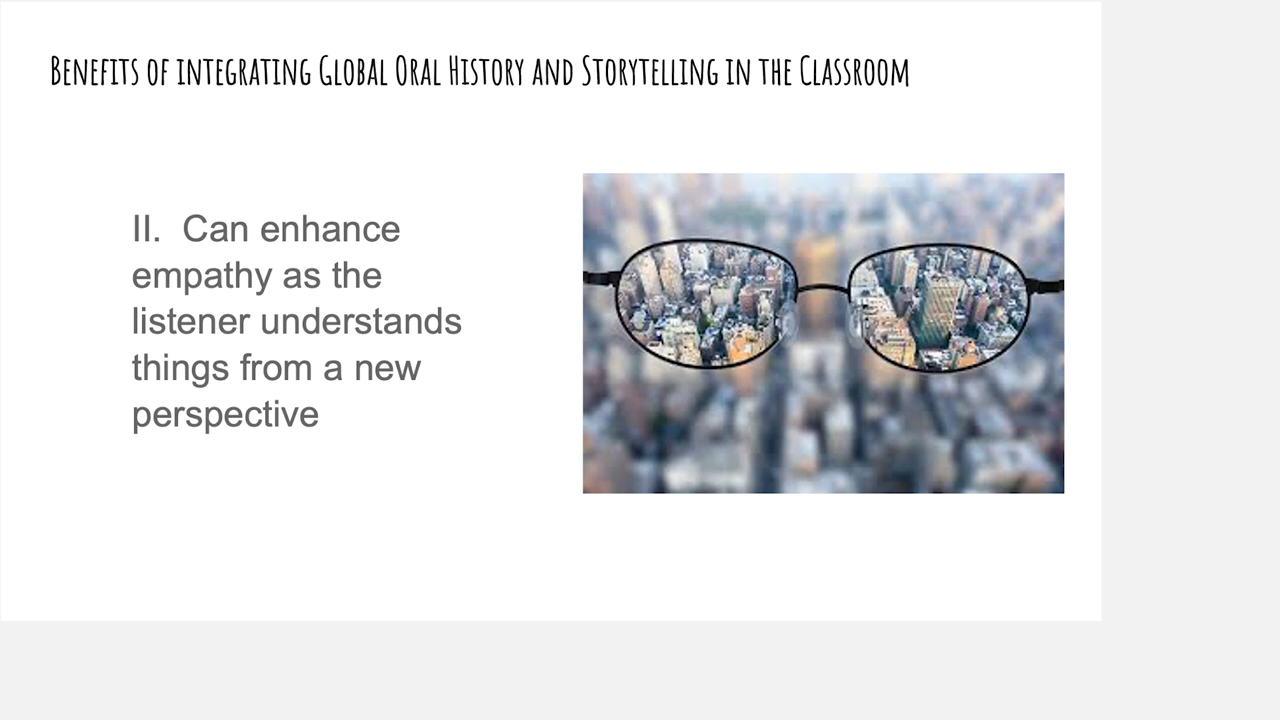 Benefits of integrating Global Oral History and Storytelling in the Classroom
II.  Can enhance
empathy as the
listener understands
things from a new
perspective